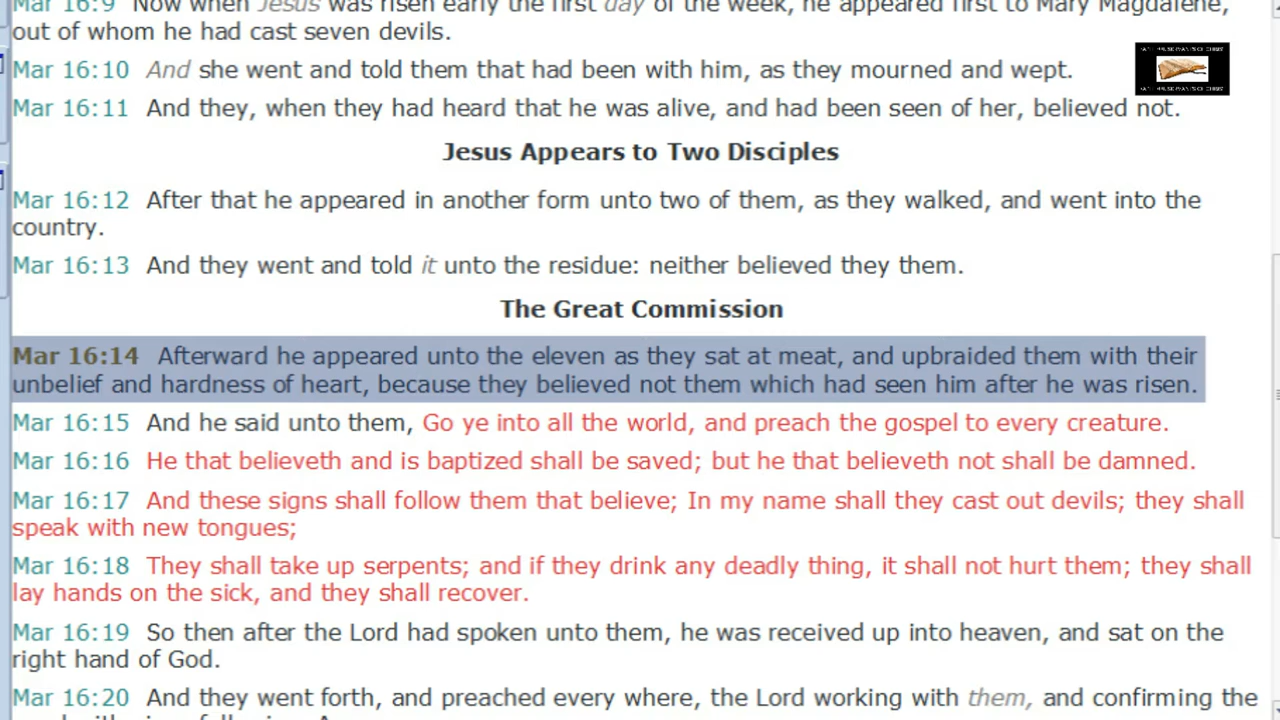 Mar 16:9 Now when Jesus was risen early the first day of the week, he appeared first to Mary Magdalene,
out of whom he had cast seven devils.
Mar 16:10 And she went and told them that had been with him, as they mourned and wept.
Mar 16:11 And they, when they had heard that he was alive, and had been seen of her, believed not.
Jesus Appears to Two Disciples
Mar 16:12 After that he appeared in another form unto two of them, as they walked, and went into the
country.
Mar 16:13 And they went and told it unto the residue: neither believed they them.
The Great Commission
Mar 16:14 Afterward he appeared unto the eleven as they sat at meat, and upbraided them with their
unbelief and hardness of heart, because they believed not them which had seen him after he was risen.
Mar 16:15 And he said unto them, Go ye into all the world, and preach the gospel to every creature.
Mar 16:16 He that believeth and is baptized shall be saved; but he that believeth not shall be damned.
Mar 16:17 And these signs shall follow them that believe; In my name shall they cast out devils; they shall
speak with new tongues;
Mar 16:18 They shall take up serpents; and if they drink any deadly thing, it shall not hurt them; they shall
lay hands on the sick, and they shall recover.
Mar 16:19 So then after the Lord had spoken unto them, he was received up into heaven, and sat on the
right hand of God.
Mar 16:20 And they went forth, and preached every where, the Lord working with them, and confirming the